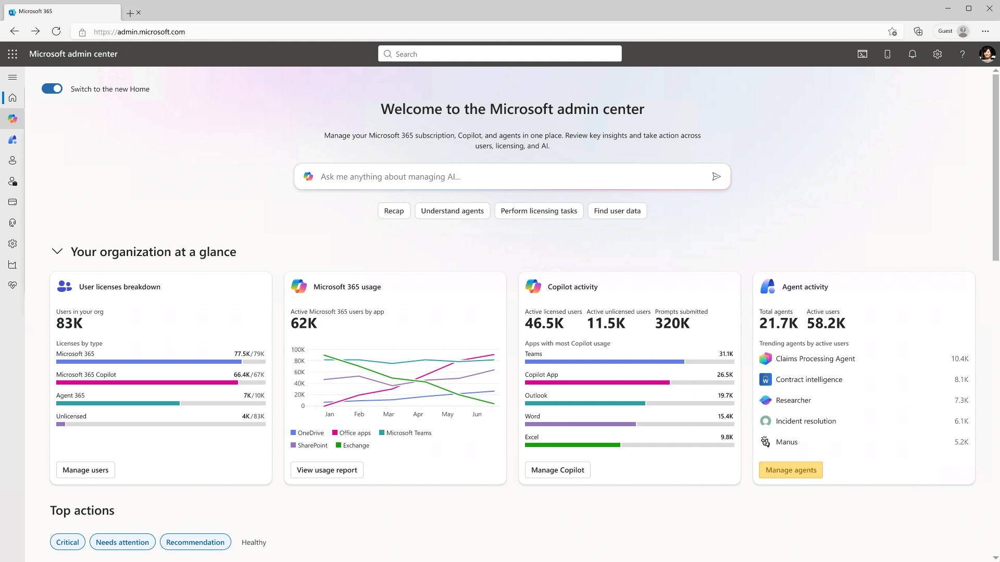 Microsoft 365
https://admin.microsoft.com
Guest
Microsoft admin center
Search
Switch to the new Home
Welcome to the Microsoft admin center
Manage your Microsoft 365 subscription, Copilot, and agents in one place. Review key insights and take action across
users, licensing, and AI.
Ask me anything about managing AI...
Recap
Understand agents
Perform licensing tasks
Find user data
Your organization at a glance
User licenses breakdown
Users in your org
83K
Licenses by type
Microsoft 365 77.5K/79K
Microsoft 365 Copilot 66.4K/67K
Agent 365 7K/10K
Unlicensed 4K/83K
Manage users
Microsoft 365 usage
Active Microsoft 365 users by app
62K
100K
80K
60K
40K
20K
0
Jan Feb Mar Apr May Jun
OneDrive Office apps Microsoft Teams
SharePoint Exchange
View usage report
Copilot activity
Active licensed users Active unlicensed users Prompts submitted
46.5K 11.5K 320K
Apps with most Copilot usage
Teams 31.1K
Copilot App 26.5K
Outlook 19.7K
Word 15.4K
Excel 9.8K
Manage Copilot
Agent activity
Total agents Active users
21.7K 58.2K
Trending agents by active users
Claims Processing Agent 10.4K
Contract intelligence 8.1K
Researcher 7.3K
Incident resolution 6.1K
Manus 5.2K
Manage agents
Top actions
Critical
Needs attention
Recommendation
Healthy